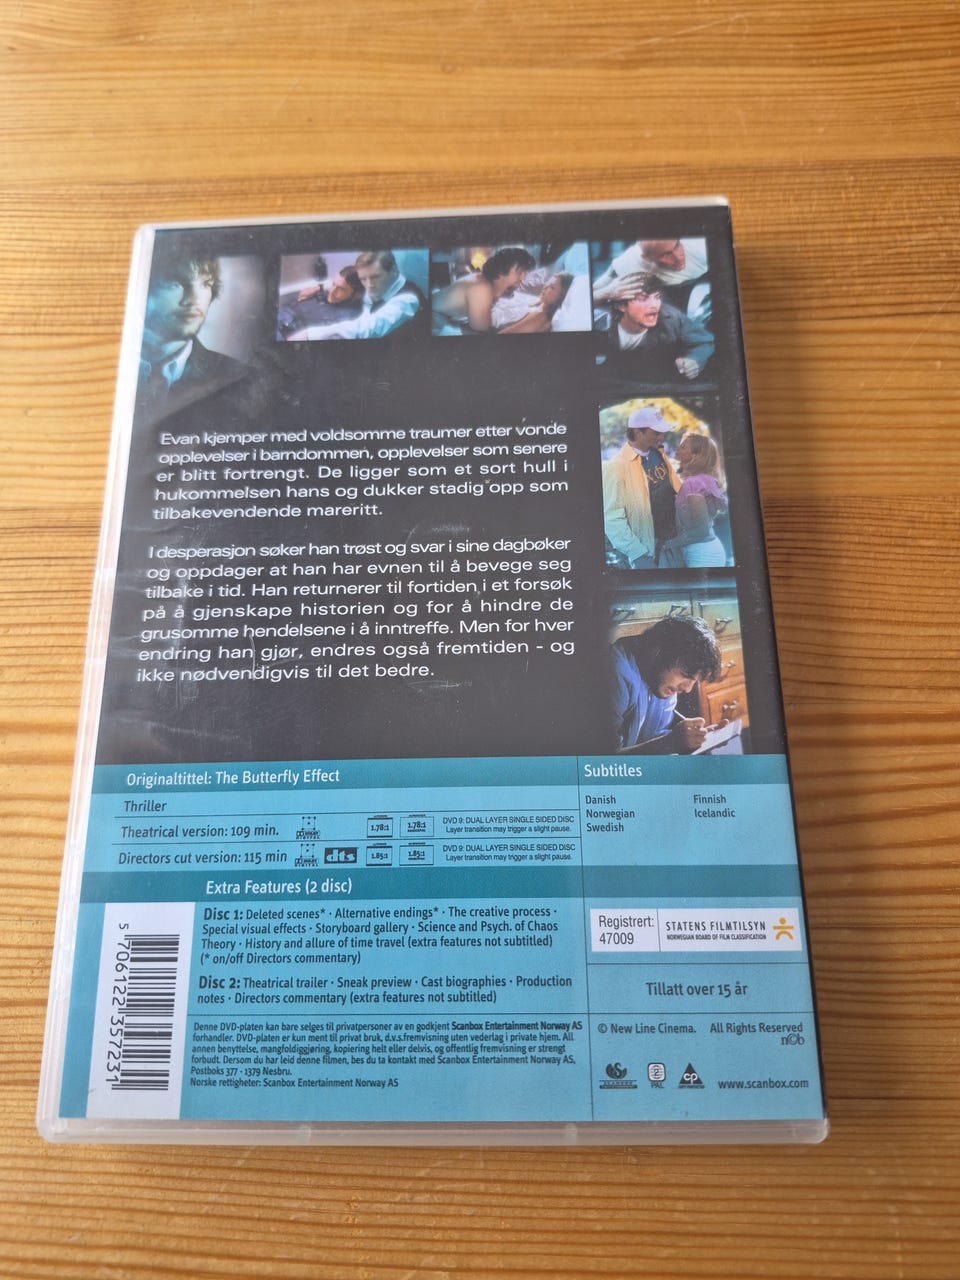 Evan kjemper med voldsomme traumer etter vonde
opplevelser i barndommen, opplevelser som senere
er blitt fortrengt. De ligger som et sort hull i
hukommelsen hans og dukker stadig opp som
tilbakevendende mareritt.
I desperasjon søker han trøst og svar i sine dagbøker
og oppdager at han har evnen til å bevege seg
tilbake i tid. Han returnerer til fortiden i et forsøk
på å gjenskape historien og for å hindre de
grusomme hendelsene i å inntreffe. Men for hver
endring han gjør, endres også fremtiden - og
ikke nødvendigvis til det bedre.
Originaltittel: The Butterfly Effect
Thriller
Theatrical version: 109 min.
1.78:1
1.78:1
DVD 9: DUAL LAYER SINGLE SIDED DISC
Layer transition may trigger a slight pause.
Directors cut version: 115 min
dts
1.85:1
1.85:1
DVD 9: DUAL LAYER SINGLE SIDED DISC
Layer transition may trigger a slight pause.
Subtitles
Danish
Norwegian
Swedish
Finnish
Icelandic
Extra Features (2 disc)
Disc 1: Deleted scenes* · Alternative endings* · The creative process ·
Special visual effects · Storyboard gallery · Science and Psych. of Chaos
Theory · History and allure of time travel (extra features not subtitled)
(* on/off Directors commentary)
Disc 2: Theatrical trailer · Sneak preview · Cast biographies · Production
notes · Directors commentary (extra features not subtitled)
Denne DVD-platen kan bare selges til privatpersoner av en godkjent Scanbox Entertainment Norway AS
forhandler. DVD-platen er kun ment til privat bruk, d.v.s.fremvisning uten vederlag i private hjem. All
annen benyttelse, mangfoldiggjøring, kopiering helt eller delvis, og offentlig fremvisning er strengt
forbudt. Dersom du har leid denne filmen, bes du ta kontakt med Scanbox Entertainment Norway AS,
Postboks 377 · 1379 Nesbru.
Norske rettigheter: Scanbox Entertainment Norway AS
5 706122 357231
Registrert:
47009
STATENS FILMTILSYN
NORWEGIAN BOARD OF FILM CLASSIFICATION
Tillatt over 15 år
© New Line Cinema. All Rights Reserved
n©b
2
PAL
CP
www.scanbox.com